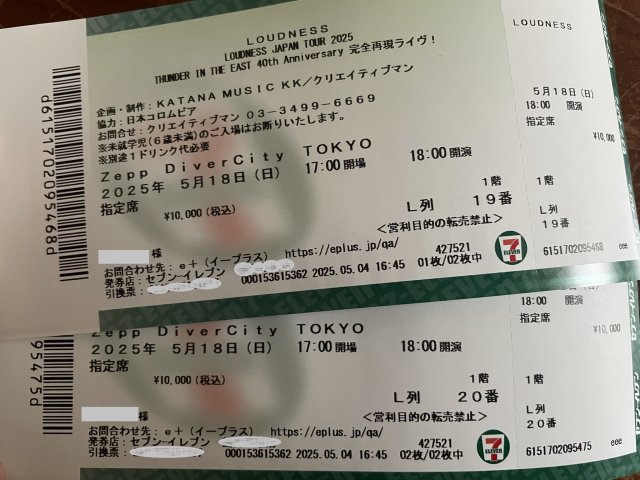 LOUDNESS
LOUDNESS JAPAN TOUR 2025
THUNDER IN THE EAST 40th Anniversary 完全再現ライヴ！
企画・制作：KATANA MUSIC KK／クリエイティブマン
協力：日本コロムビア
お問合せ：クリエイティブマン 03-3499-6669
※未就学児（6歳未満）のご入場はお断りいたします。
※別途1ドリンク代必要
Zepp DiverCity TOKYO
2025年 5月18日（日） 17:00開場 18:00開演
指定席 1階
¥10,000（税込） L列 19番
＜営利目的の転売禁止＞
様
お問合わせ先：e+（イープラス） https://eplus.jp/qa/ 427521
発券店：セブン-イレブン
引換票： 000153615362 2025.05.04 16:45 01枚/02枚中
7
ELEVEN
d6151702095468d
LOUDNESS
5月18日（日）
18:00 開演
指定席
¥10,000
1階
L列
19番
6151702095468 eee
Zepp DiverCity TOKYO
2025年 5月18日（日） 17:00開場 18:00開演
指定席
¥10,000（税込） 1階
L列 20番
様 ＜営利目的の転売禁止＞
お問合わせ先：e+（イープラス） https://eplus.jp/qa/
発券店：セブン-イレブン 427521
引換票： 000153615362 2025.05.04 16:45 02枚/02枚中
7
ELEVEN
95475d
18:00 開演
指定席
¥10,000
1階
L列
20番
6151702095475 eee